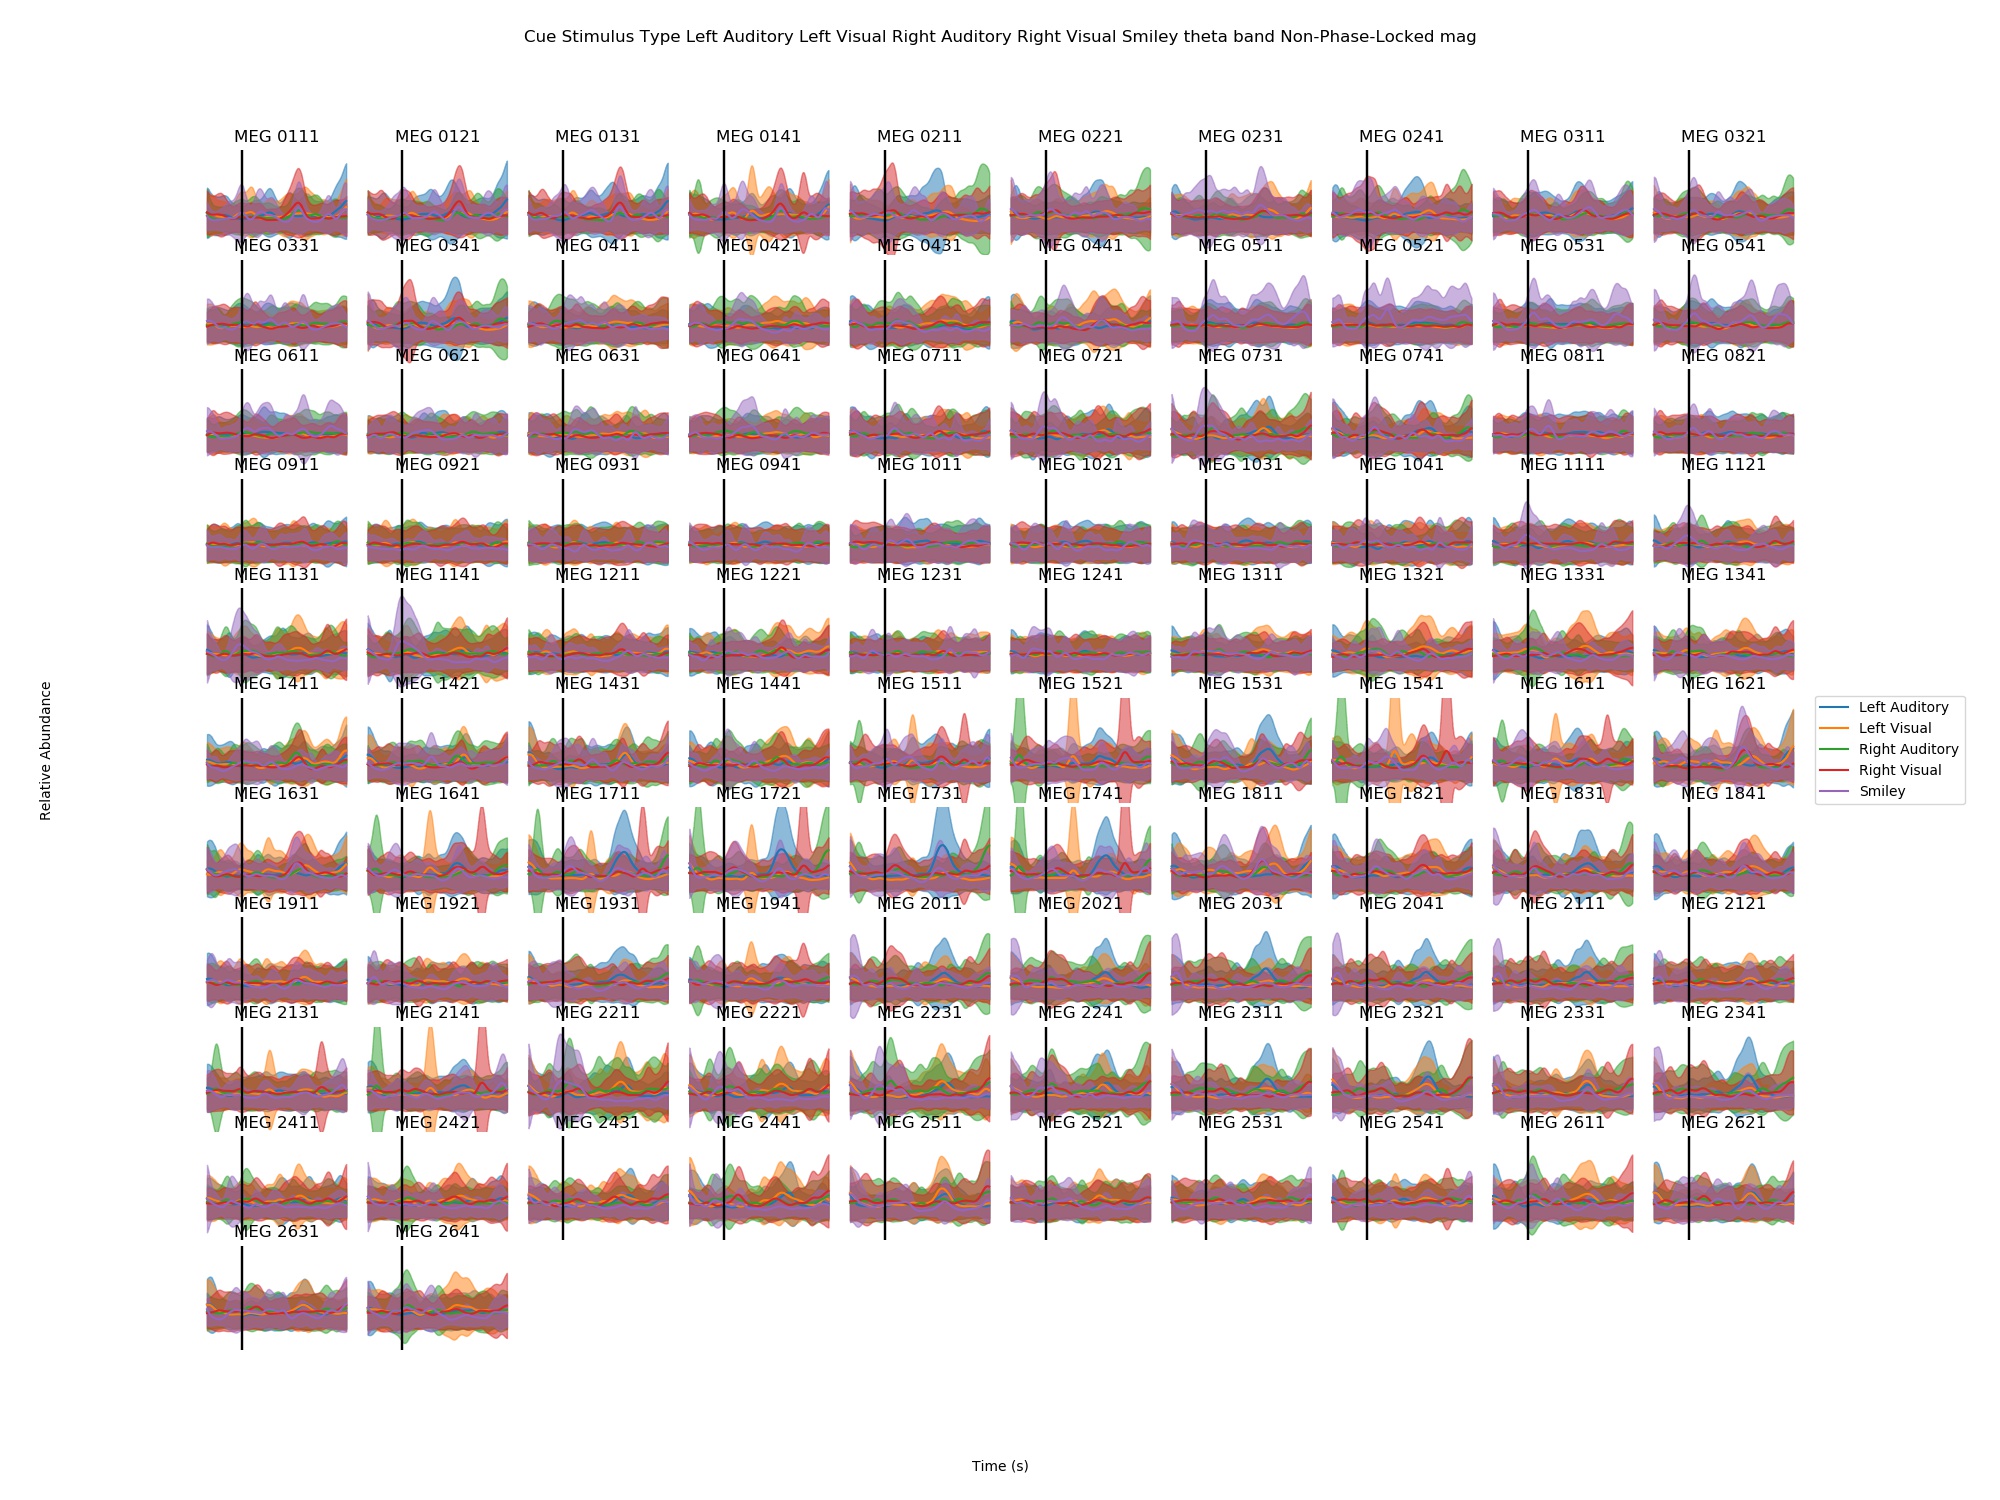 Cue Stimulus Type Left Auditory Left Visual Right Auditory Right Visual Smiley theta band Non-Phase-Locked mag
MEG 0111 MEG 0121 MEG 0131 MEG 0141 MEG 0211 MEG 0221 MEG 0231 MEG 0241 MEG 0311 MEG 0321
MEG 0331 MEG 0341 MEG 0411 MEG 0421 MEG 0431 MEG 0441 MEG 0511 MEG 0521 MEG 0531 MEG 0541
MEG 0611 MEG 0621 MEG 0631 MEG 0641 MEG 0711 MEG 0721 MEG 0731 MEG 0741 MEG 0811 MEG 0821
MEG 0911 MEG 0921 MEG 0931 MEG 0941 MEG 1011 MEG 1021 MEG 1031 MEG 1041 MEG 1111 MEG 1121
MEG 1131 MEG 1141 MEG 1211 MEG 1221 MEG 1231 MEG 1241 MEG 1311 MEG 1321 MEG 1331 MEG 1341
MEG 1411 MEG 1421 MEG 1431 MEG 1441 MEG 1511 MEG 1521 MEG 1531 MEG 1541 MEG 1611 MEG 1621
MEG 1631 MEG 1641 MEG 1711 MEG 1721 MEG 1731 MEG 1741 MEG 1811 MEG 1821 MEG 1831 MEG 1841
MEG 1911 MEG 1921 MEG 1931 MEG 1941 MEG 2011 MEG 2021 MEG 2031 MEG 2041 MEG 2111 MEG 2121
MEG 2131 MEG 2141 MEG 2211 MEG 2221 MEG 2231 MEG 2241 MEG 2311 MEG 2321 MEG 2331 MEG 2341
MEG 2411 MEG 2421 MEG 2431 MEG 2441 MEG 2511 MEG 2521 MEG 2531 MEG 2541 MEG 2611 MEG 2621
MEG 2631 MEG 2641
Relative Abundance
Left Auditory
Left Visual
Right Auditory
Right Visual
Smiley
Time (s)